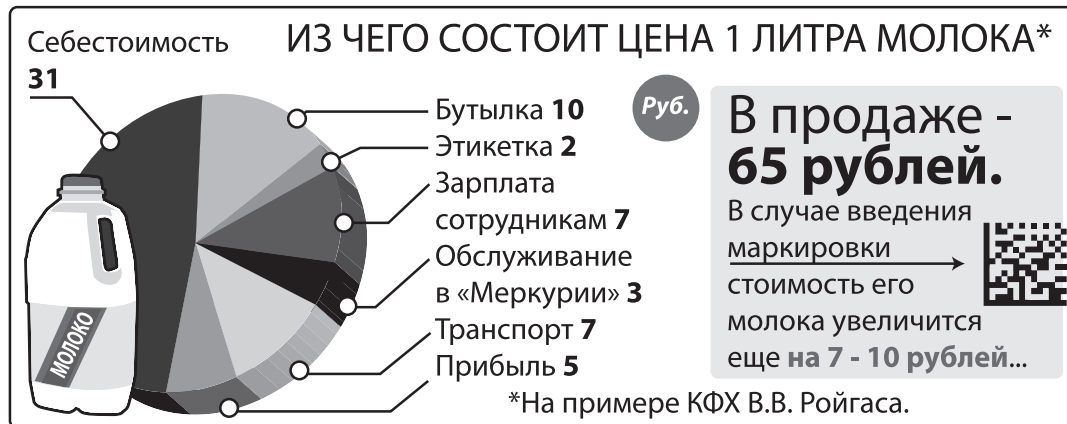 ИЗ ЧЕГО СОСТОИТ ЦЕНА 1 ЛИТРА МОЛОКА*
Себестоимость
31
Бутылка 10
Этикетка 2
Зарплата
сотрудникам 7
Обслуживание
в «Меркурии» 3
Транспорт 7
Прибыль 5
МОЛОКО
Руб.
В продаже -
65 рублей.
В случае введения
маркировки
стоимость его
молока увеличится
еще на 7 - 10 рублей...
*На примере КФХ В.В. Ройгаса.